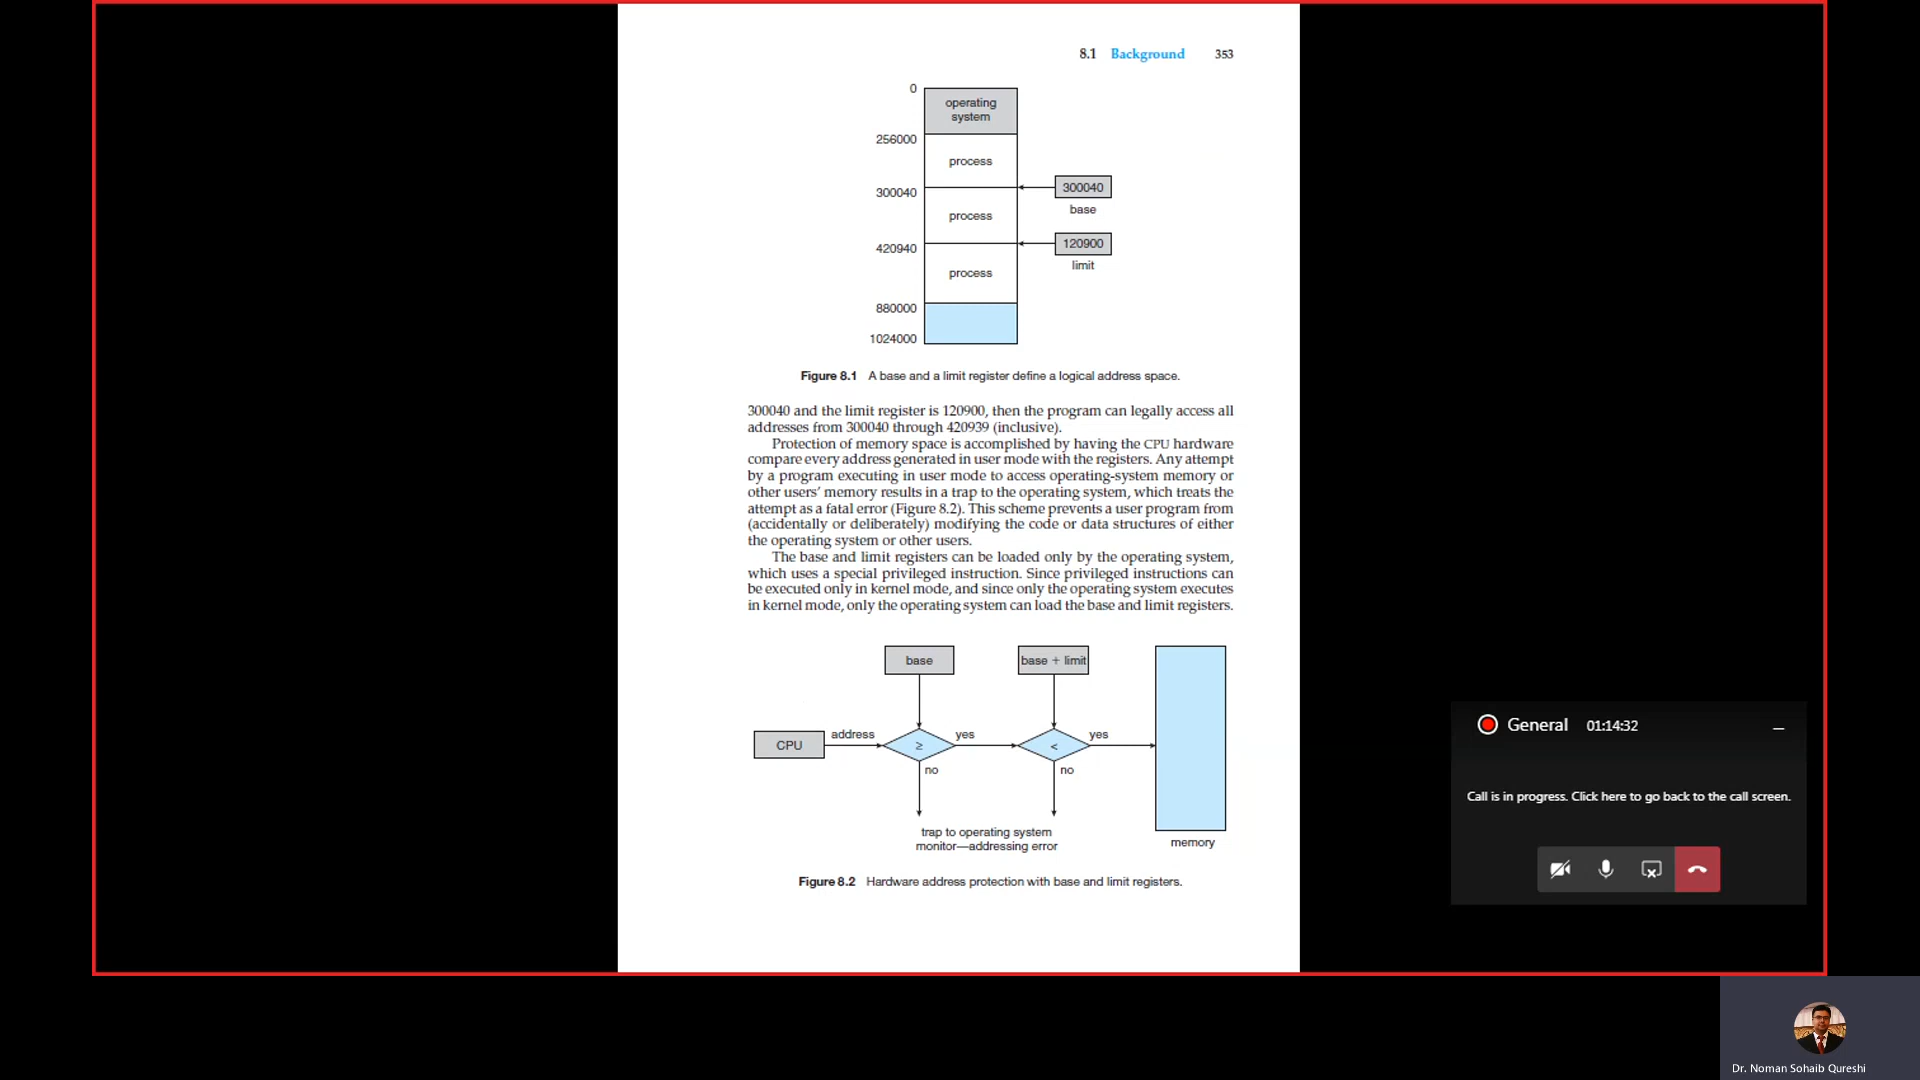 8.1 Background 353
0
operating
system
256000
process
300040
300040
base
process
420940
120900
limit
process
880000
1024000
Figure 8.1 A base and a limit register define a logical address space.
300040 and the limit register is 120900, then the program can legally access all
addresses from 300040 through 420939 (inclusive).
Protection of memory space is accomplished by having the CPU hardware
compare every address generated in user mode with the registers. Any attempt
by a program executing in user mode to access operating-system memory or
other users' memory results in a trap to the operating system, which treats the
attempt as a fatal error (Figure 8.2). This scheme prevents a user program from
(accidentally or deliberately) modifying the code or data structures of either
the operating system or other users.
The base and limit registers can be loaded only by the operating system,
which uses a special privileged instruction. Since privileged instructions can
be executed only in kernel mode, and since only the operating system executes
in kernel mode, only the operating system can load the base and limit registers.
base
base + limit
CPU
address
≥
yes
<
yes
no
no
trap to operating system
monitor—addressing error
memory
Figure 8.2 Hardware address protection with base and limit registers.
General 01:14:32
Call is in progress. Click here to go back to the call screen.
Dr. Noman Sohaib Qureshi